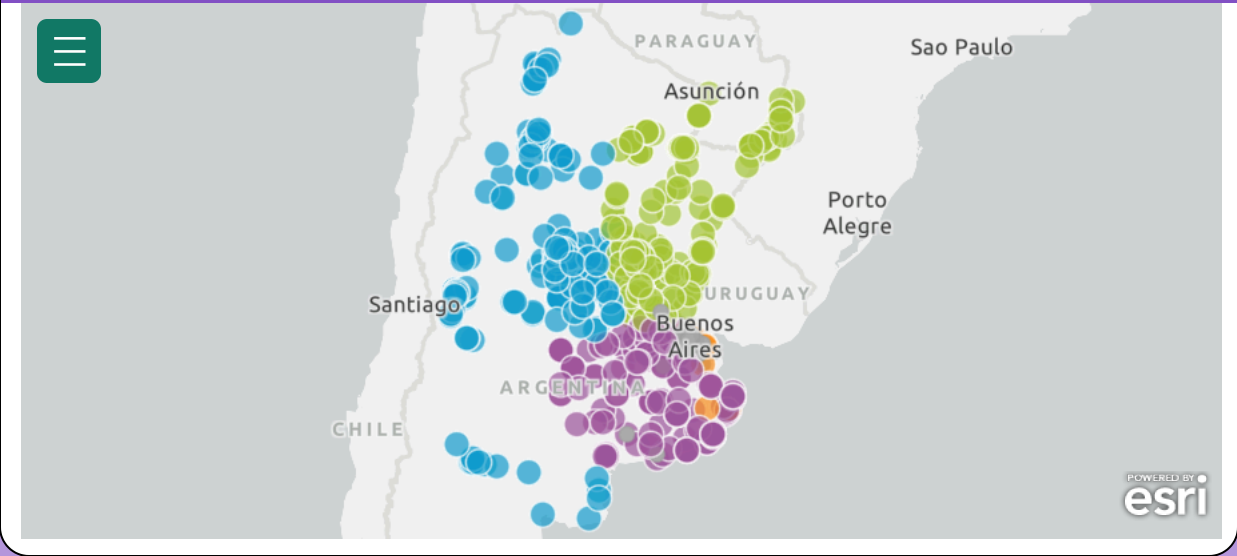 PARAGUAY
Sao Paulo
Asunción
Porto
Alegre
URUGUAY
Santiago
Buenos
Aires
ARGENTINA
CHILE
POWERED BY
esri